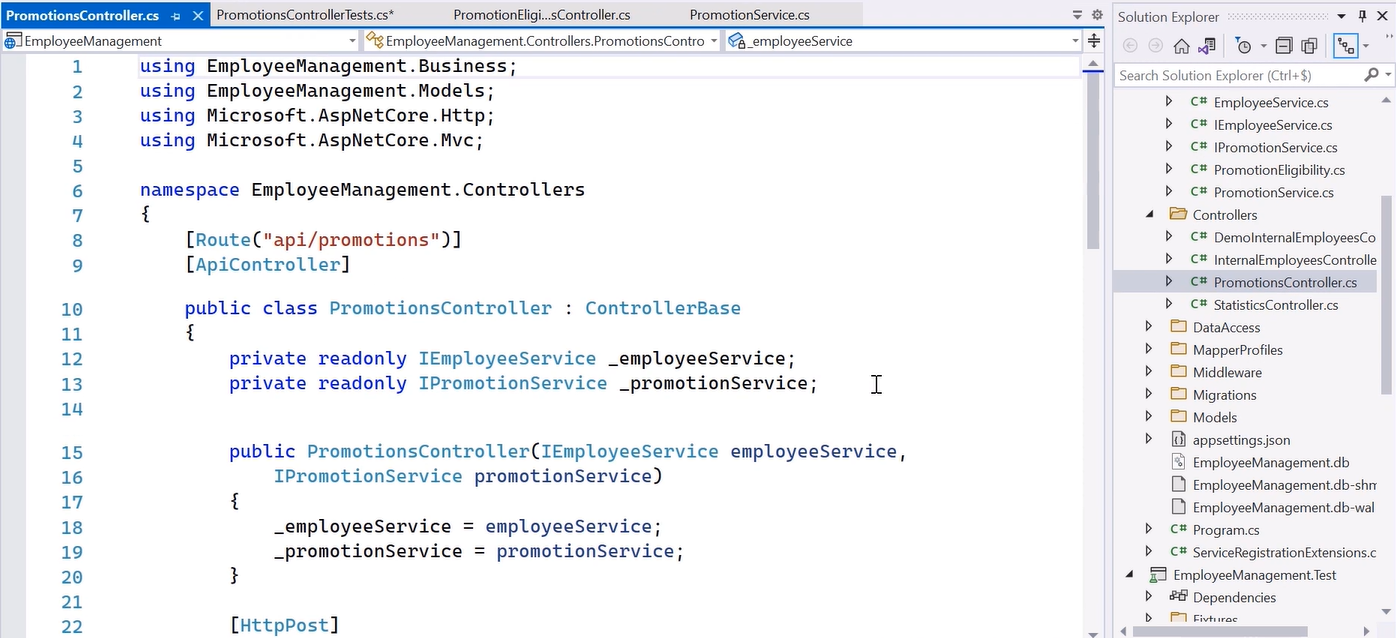 PromotionsController.cs
PromotionsControllerTests.cs*
PromotionEligi...sController.cs
PromotionService.cs
EmployeeManagement
EmployeeManagement.Controllers.PromotionsContro
_employeeService
1 using EmployeeManagement.Business;
2 using EmployeeManagement.Models;
3 using Microsoft.AspNetCore.Http;
4 using Microsoft.AspNetCore.Mvc;
5
6 namespace EmployeeManagement.Controllers
7 {
8 [Route("api/promotions")]
9 [ApiController]
10 public class PromotionsController : ControllerBase
11 {
12 private readonly IEmployeeService _employeeService;
13 private readonly IPromotionService _promotionService;
14
15 public PromotionsController(IEmployeeService employeeService,
16 IPromotionService promotionService)
17 {
18 _employeeService = employeeService;
19 _promotionService = promotionService;
20 }
21
22 [HttpPost]
Solution Explorer
Search Solution Explorer (Ctrl+$)
C# EmployeeService.cs
C# IEmployeeService.cs
C# IPromotionService.cs
C# PromotionEligibility.cs
C# PromotionService.cs
Controllers
C# DemoInternalEmployeesCo
C# InternalEmployeesControlle
C# PromotionsController.cs
C# StatisticsController.cs
DataAccess
MapperProfiles
Middleware
Migrations
Models
appsettings.json
EmployeeManagement.db
EmployeeManagement.db-shm
EmployeeManagement.db-wal
C# Program.cs
C# ServiceRegistrationExtensions.c
EmployeeManagement.Test
Dependencies
Fixtures